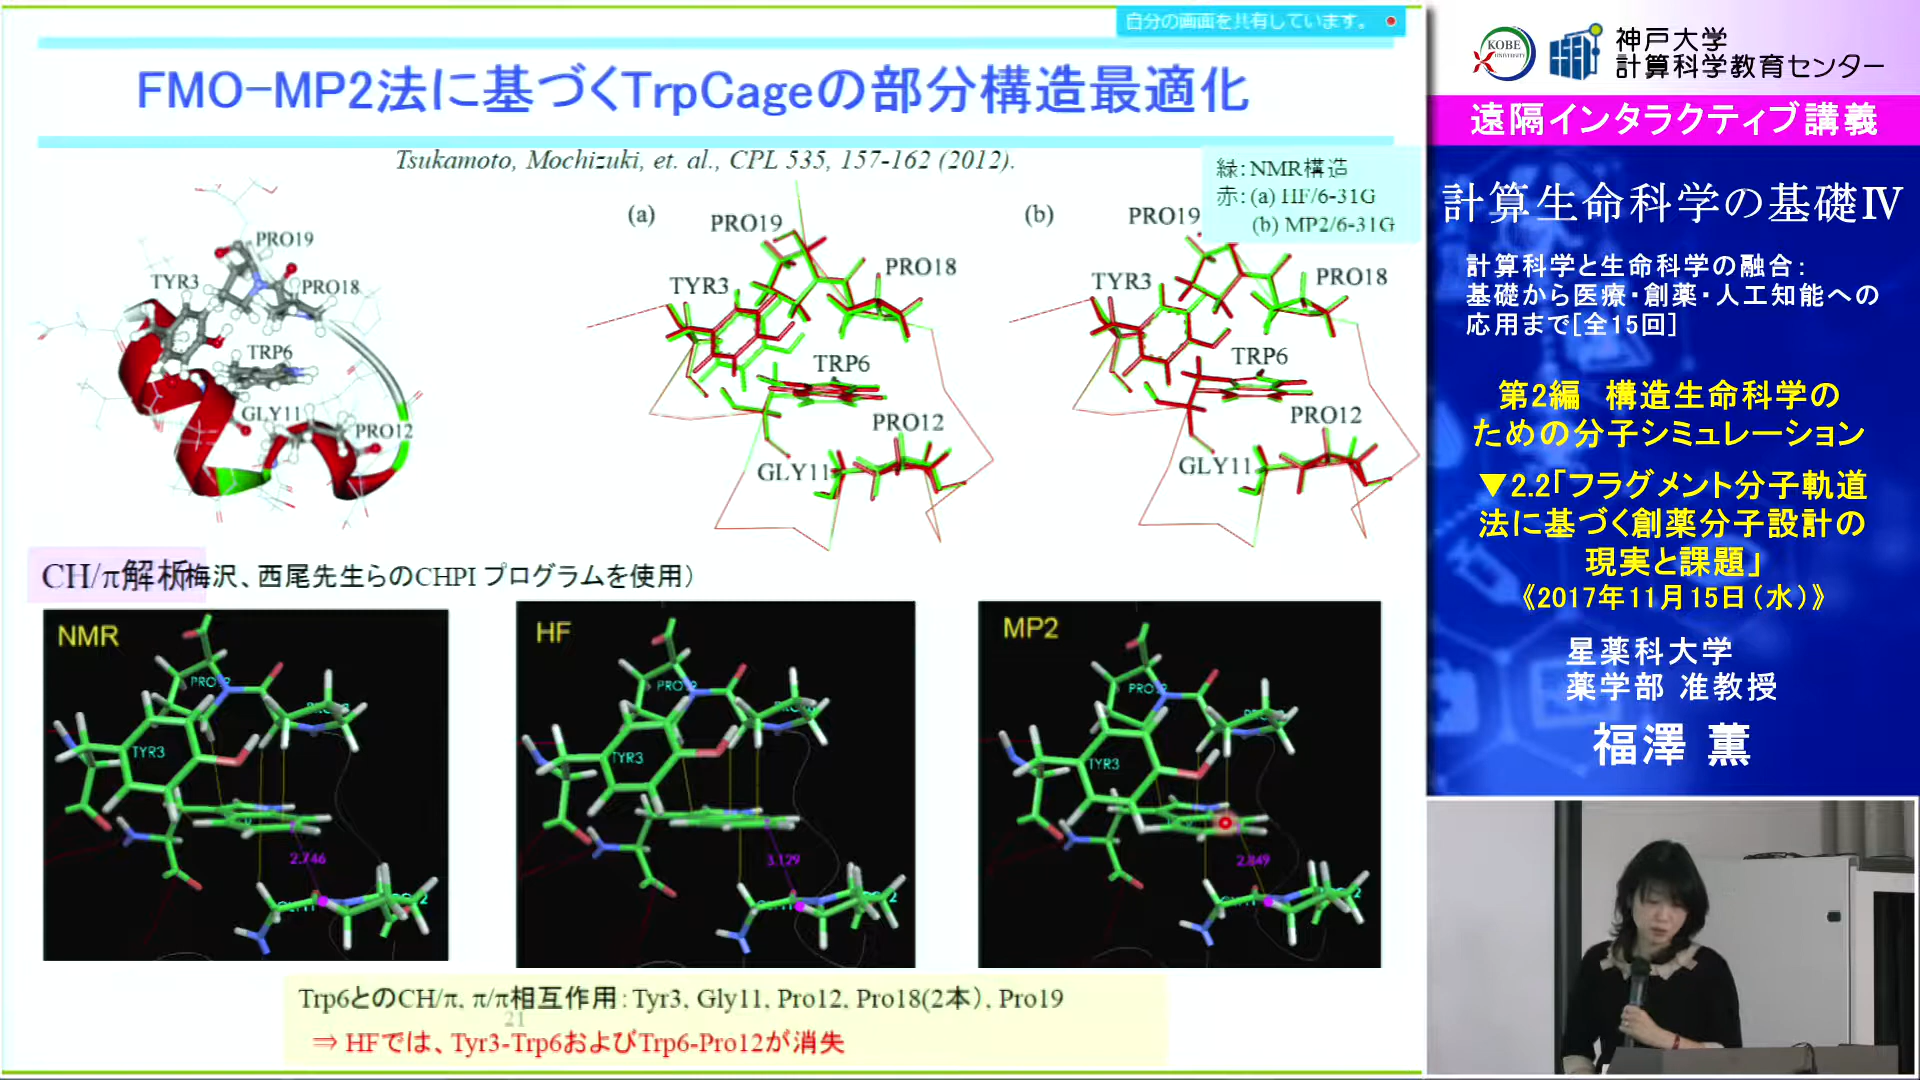 自分の画面を共有しています。
FMO-MP2法に基づくTrpCageの部分構造最適化
Tsukamoto, Mochizuki, et. al., CPL 535, 157-162 (2012).
緑：NMR構造
赤：(a) HF/6-31G
(b) MP2/6-31G
PRO19
TYR3
PRO18
TRP6
GLY11
PRO12
(a)
PRO19
PRO18
TYR3
TRP6
PRO12
GLY11
(b)
PRO19
TYR3
PRO18
TRP6
PRO12
GLY11
CH/π解析
梅沢、西尾先生らのCHPI プログラムを使用）
NMR
TYR3
2.746
HF
TYR3
3.129
MP2
PRO19
TYR3
2.849
Trp6とのCH/π, π/π相互作用：Tyr3, Gly11, Pro12, Pro18(2本), Pro19
21
⇒ HFでは、Tyr3-Trp6およびTrp6-Pro12が消失
KOBE
UNIVERSITY
神戸大学
計算科学教育センター
遠隔インタラクティブ講義
計算生命科学の基礎Ⅳ
計算科学と生命科学の融合：
基礎から医療・創薬・人工知能への
応用まで[全15回]
第2編　構造生命科学の
ための分子シミュレーション
▼2.2「フラグメント分子軌道
法に基づく創薬分子設計の
現実と課題」
《2017年11月15日（水）》
星薬科大学
薬学部 准教授
福澤 薫